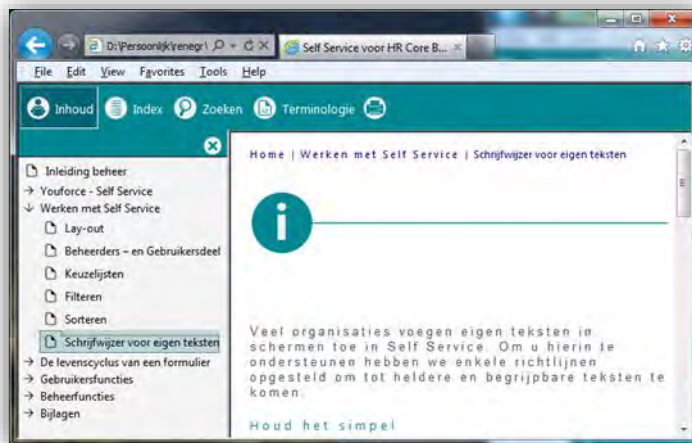 D:\Persoonlijk\renegr\
Self Service voor HR Core B...
File Edit View Favorites Tools Help
Inhoud Index Zoeken Terminologie
Inleiding beheer
Youforce - Self Service
Werken met Self Service
Lay-out
Beheerders – en Gebruikersdeel
Keuzelijsten
Filteren
Sorteren
Schrijfwijzer voor eigen teksten
De levenscyclus van een formulier
Gebruikersfuncties
Beheerfuncties
Bijlagen
Home | Werken met Self Service | Schrijfwijzer voor eigen teksten
i
Veel organisaties voegen eigen teksten in
schermen toe in Self Service. Om u hierin te
ondersteunen hebben we enkele richtlijnen
opgesteld om tot heldere en begrijpbare teksten te
komen.
Houd het simpel